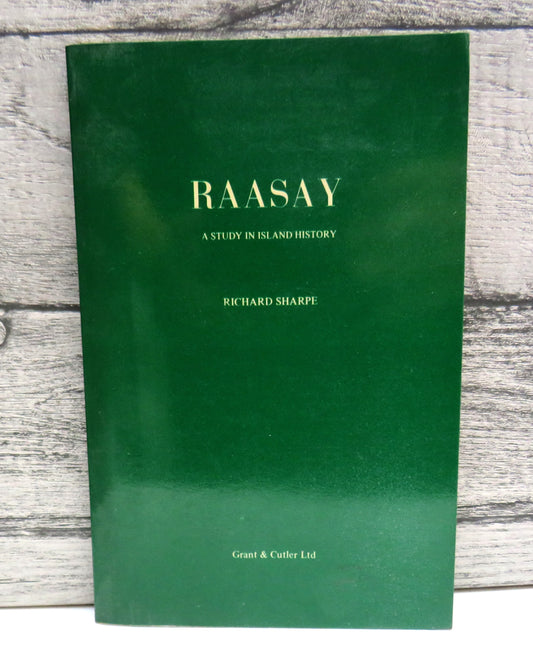 RAASAY
A STUDY IN ISLAND HISTORY
RICHARD SHARPE
Grant & Cutler Ltd